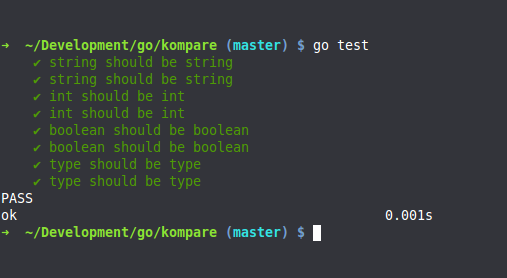 ➜ ~/Development/go/kompare (master) $ go test
✔ string should be string
✔ string should be string
✔ int should be int
✔ int should be int
✔ boolean should be boolean
✔ boolean should be boolean
✔ type should be type
✔ type should be type
PASS
ok 0.001s
➜ ~/Development/go/kompare (master) $